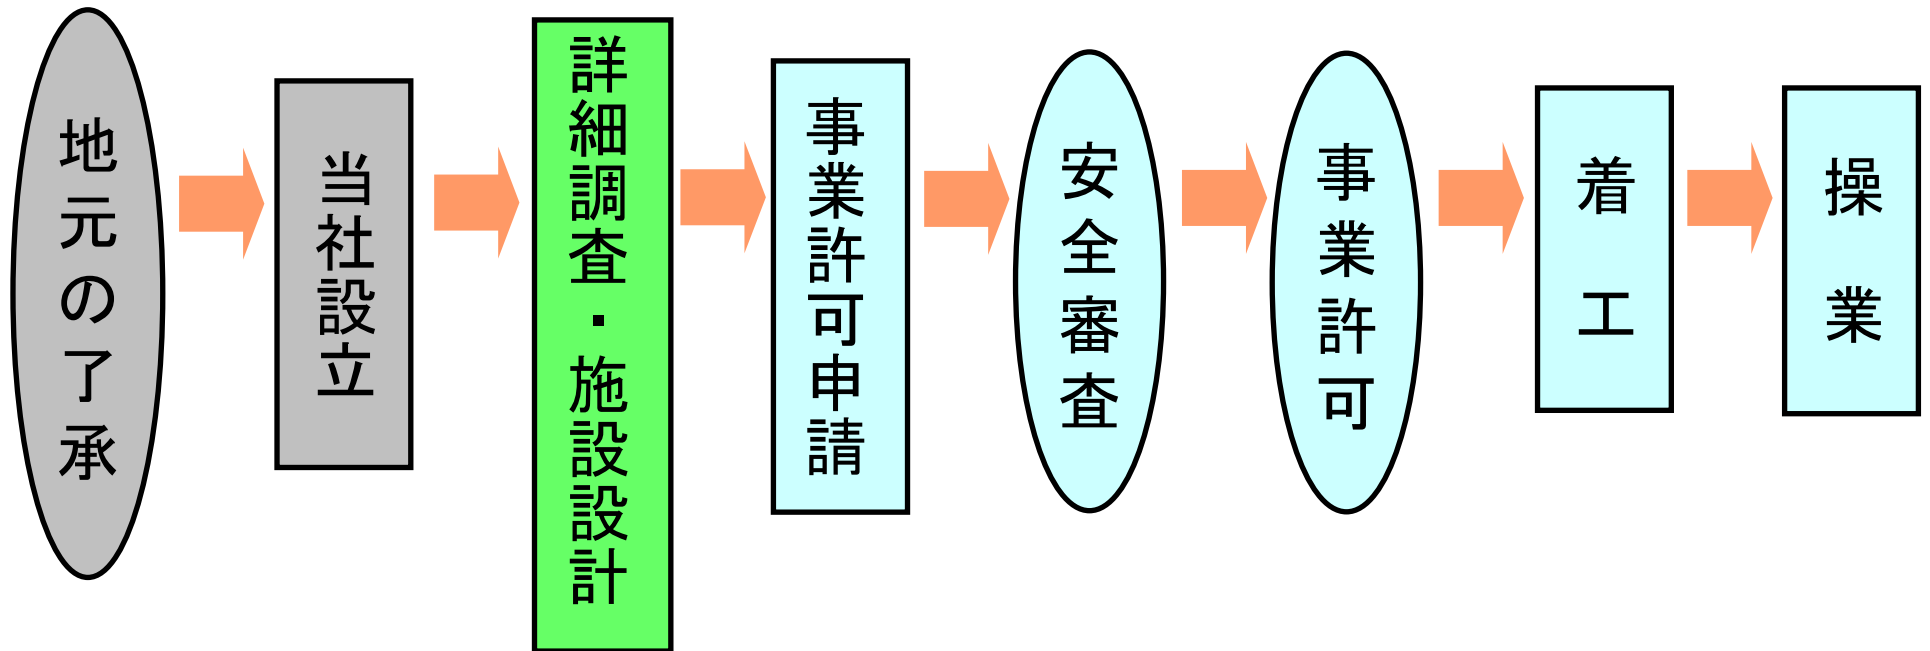 地元の了承
当社設立
詳細調査・施設設計
事業許可申請
安全審査
事業許可
着工
操業